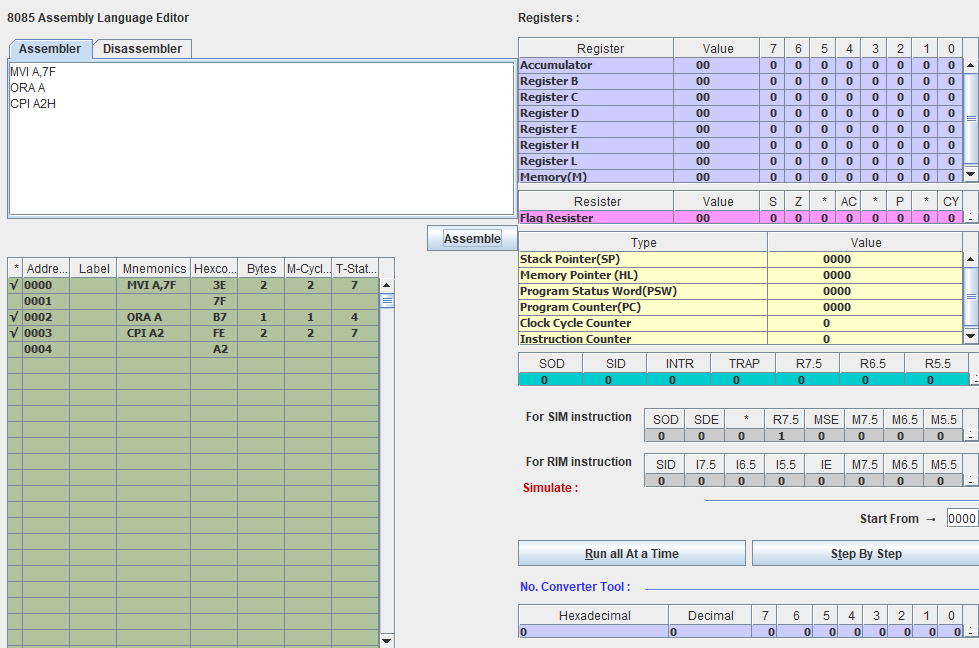 8085 Assembly Language Editor
Assembler Disassembler
MVI A,7F
ORA A
CPI A2H
Assemble
* Addre... Label Mnemonics Hexco... Bytes M-Cycl... T-Stat...
√ 0000 MVI A,7F 3E 2 2 7
0001 7F
√ 0002 ORA A B7 1 1 4
√ 0003 CPI A2 FE 2 2 7
0004 A2
Registers :
Register Value 7 6 5 4 3 2 1 0
Accumulator 00 0 0 0 0 0 0 0 0
Register B 00 0 0 0 0 0 0 0 0
Register C 00 0 0 0 0 0 0 0 0
Register D 00 0 0 0 0 0 0 0 0
Register E 00 0 0 0 0 0 0 0 0
Register H 00 0 0 0 0 0 0 0 0
Register L 00 0 0 0 0 0 0 0 0
Memory(M) 00 0 0 0 0 0 0 0 0
Resister Value S Z * AC * P * CY
Flag Resister 00 0 0 0 0 0 0 0 0
Type Value
Stack Pointer(SP) 0000
Memory Pointer (HL) 0000
Program Status Word(PSW) 0000
Program Counter(PC) 0000
Clock Cycle Counter 0
Instruction Counter 0
SOD SID INTR TRAP R7.5 R6.5 R5.5
0 0 0 0 0 0 0
For SIM instruction
SOD SDE * R7.5 MSE M7.5 M6.5 M5.5
0 0 0 1 0 0 0 0
For RIM instruction
SID I7.5 I6.5 I5.5 IE M7.5 M6.5 M5.5
0 0 0 0 0 0 0 0
Simulate :
Start From → 0000
Run all At a Time Step By Step
No. Converter Tool :
Hexadecimal Decimal 7 6 5 4 3 2 1 0
0 0 0 0 0 0 0 0 0 0